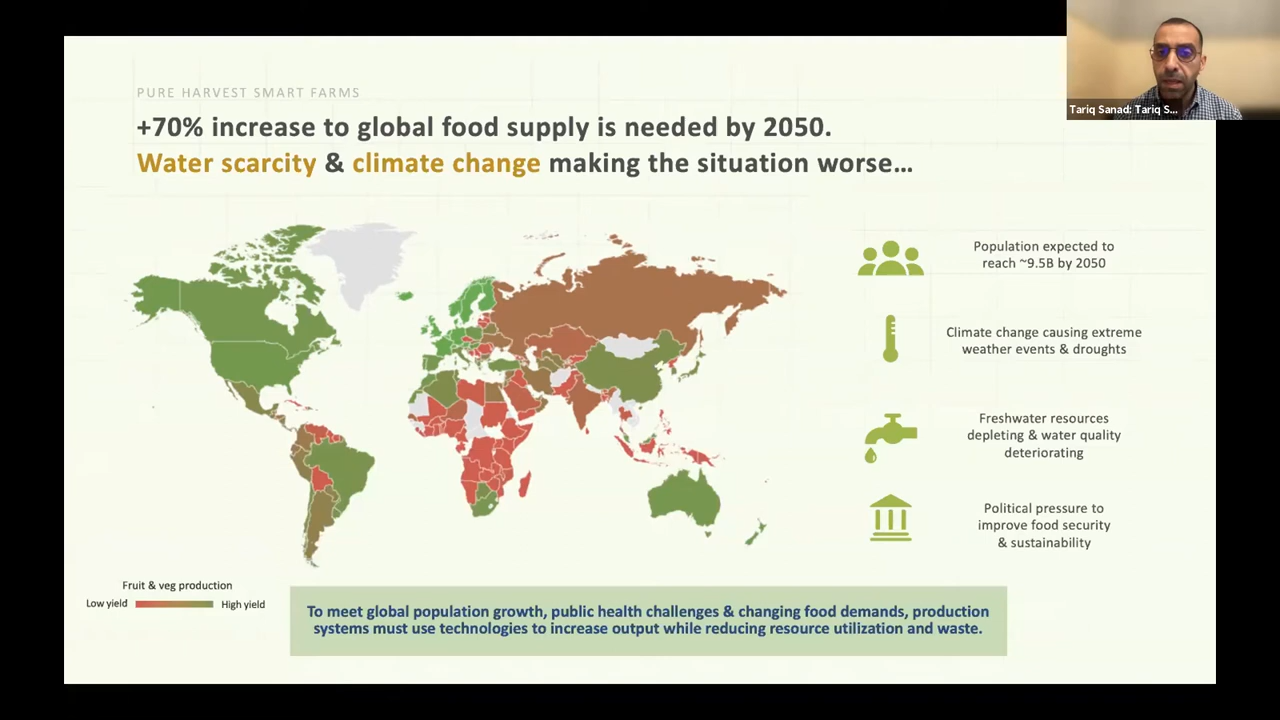 PURE HARVEST SMART FARMS
+70% increase to global food supply is needed by 2050.
Water scarcity & climate change making the situation worse…
Tariq Sanad: Tariq S...
Population expected to
reach ~9.5B by 2050
Climate change causing extreme
weather events & droughts
Freshwater resources
depleting & water quality
deteriorating
Political pressure to
improve food security
& sustainability
Fruit & veg production
Low yield High yield
To meet global population growth, public health challenges & changing food demands, production
systems must use technologies to increase output while reducing resource utilization and waste.